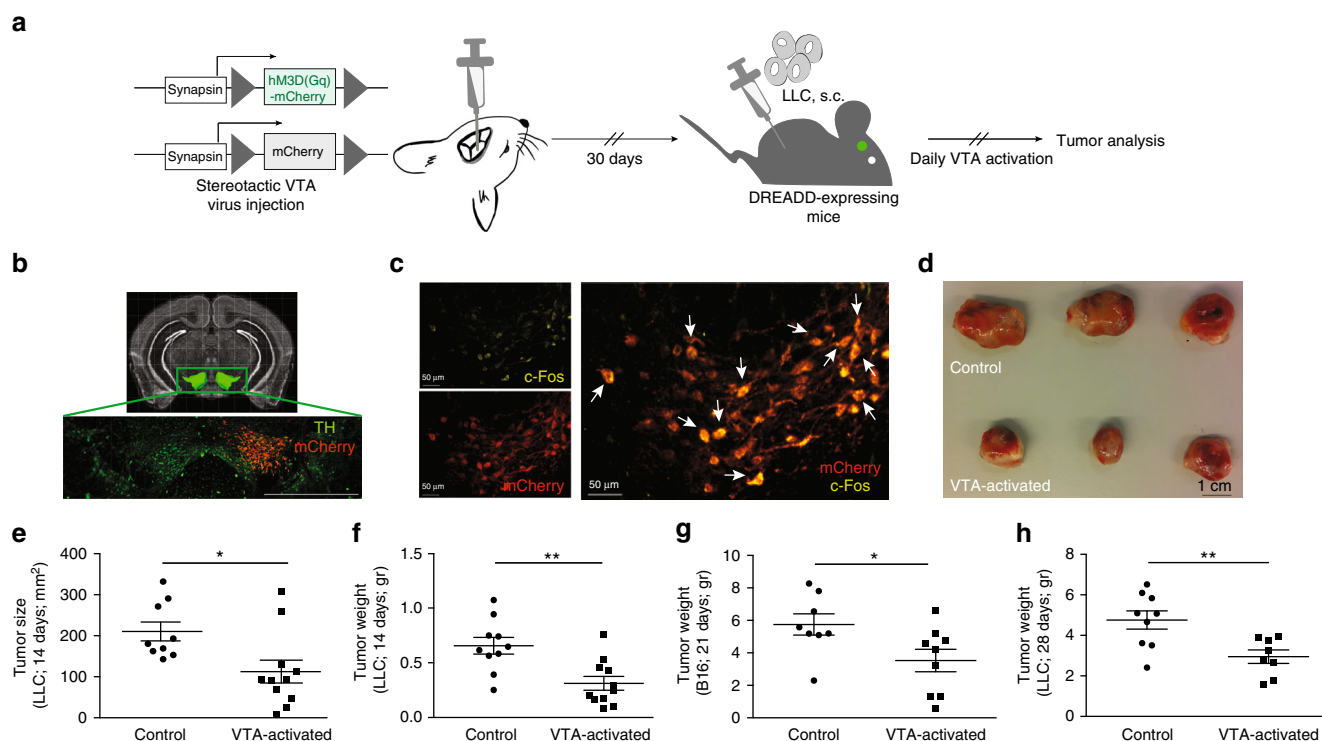 a
Synapsin
hM3D(Gq)
-mCherry
Synapsin
mCherry
Stereotactic VTA
virus injection
30 days
LLC, s.c.
DREADD-expressing
mice
Daily VTA activation
Tumor analysis
b
TH
mCherry
c
50 μm
c-Fos
50 μm
mCherry
50 μm
mCherry
c-Fos
d
Control
VTA-activated
1 cm
e
Tumor size
(LLC; 14 days; mm²)
400
300
200
100
0
*
Control
VTA-activated
f
Tumor weight
(LLC; 14 days; gr)
1.5
1.0
0.5
0.0
**
Control
VTA-activated
g
Tumor weight
(B16; 21 days; gr)
10
8
6
4
2
0
*
Control
VTA-activated
h
Tumor weight
(LLC; 28 days; gr)
8
6
4
2
0
**
Control
VTA-activated